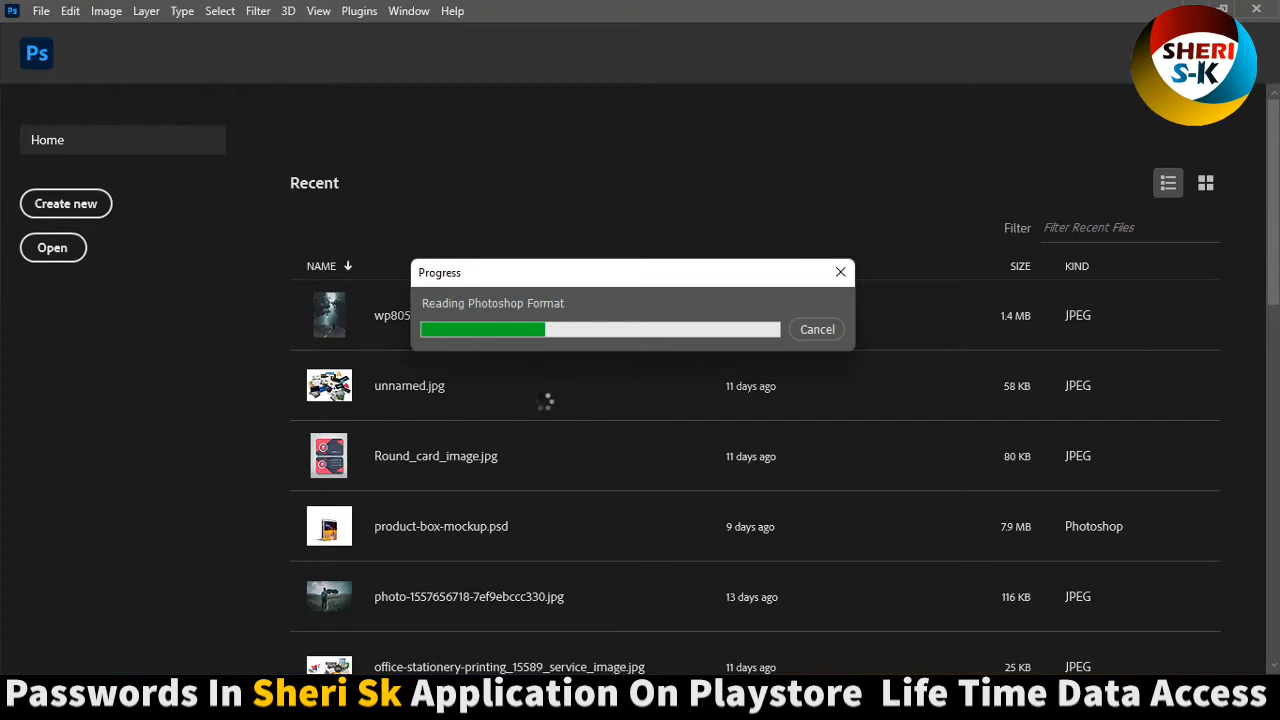 Ps File Edit Image Layer Type Select Filter 3D View Plugins Window Help
Ps
SHERI
S-K
Home
Create new
Open
Recent
Filter Filter Recent Files
NAME SIZE KIND
Progress
Reading Photoshop Format
Cancel
wp805 1.4 MB JPEG
unnamed.jpg 11 days ago 58 KB JPEG
Round_card_image.jpg 11 days ago 80 KB JPEG
product-box-mockup.psd 9 days ago 7.9 MB Photoshop
photo-1557656718-7ef9ebccc330.jpg 13 days ago 116 KB JPEG
office-stationery-printing_15589_service_image.jpg 11 days ago 25 KB JPEG
Passwords In Sheri Sk Application On Playstore Life Time Data Access